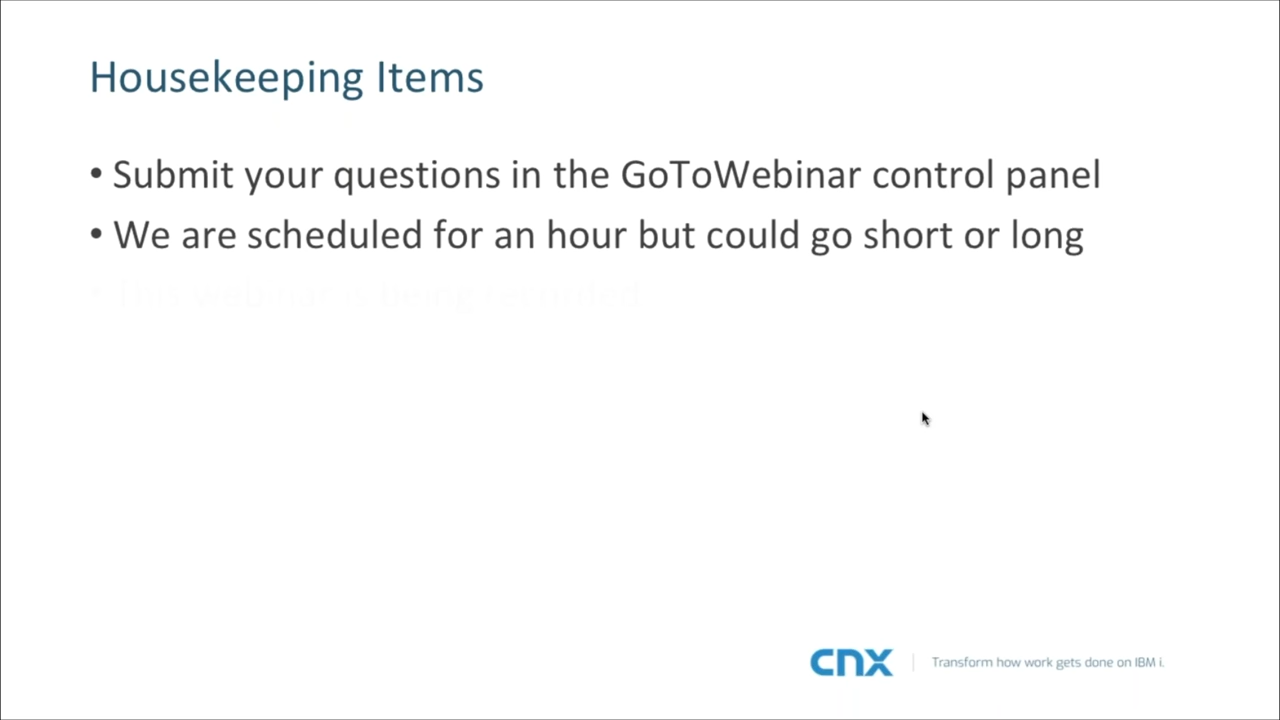 Housekeeping Items
• Submit your questions in the GoToWebinar control panel
• We are scheduled for an hour but could go short or long
• This webinar is being recorded
cnx
Transform how work gets done on IBM i.